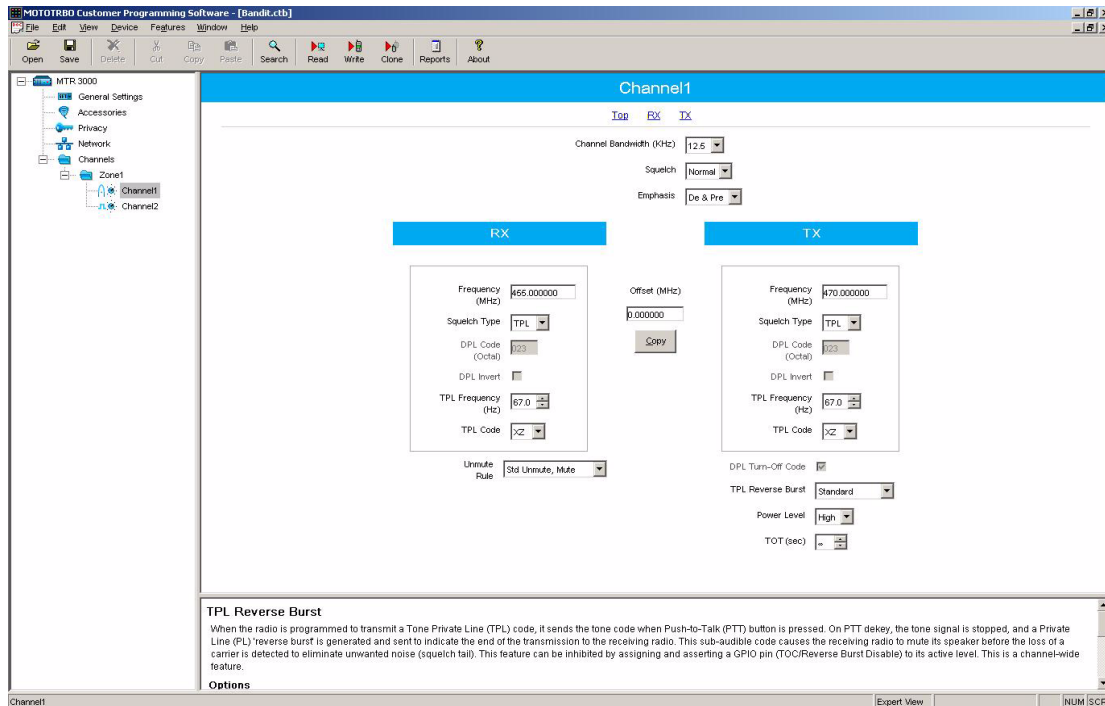 MOTOTRBO Customer Programming Software - [Bandit.ctb]
File Edit View Device Features Window Help
Open Save Delete Cut Copy Paste Search Read Write Clone Reports About
MTR 3000
General Settings
Accessories
Privacy
Network
Channels
Zone1
Channel1
Channel2
Channel1
Top RX TX
Channel Bandwidth (KHz) 12.5
Squelch Normal
Emphasis De & Pre
RX
Frequency (MHz) 455.000000
Squelch Type TPL
DPL Code (Octal) 023
DPL Invert
TPL Frequency (Hz) 67.0
TPL Code XZ
Unmute Rule Std Unmute, Mute
Offset (MHz)
0.000000
Copy
TX
Frequency (MHz) 470.000000
Squelch Type TPL
DPL Code (Octal) 023
DPL Invert
TPL Frequency (Hz) 67.0
TPL Code XZ
DPL Turn-Off Code
TPL Reverse Burst Standard
Power Level High
TOT (sec) ∞
TPL Reverse Burst
When the radio is programmed to transmit a Tone Private Line (TPL) code, it sends the tone code when Push-to-Talk (PTT) button is pressed. On PTT dekey, the tone signal is stopped, and a Private
Line (PL) 'reverse burst' is generated and sent to indicate the end of the transmission to the receiving radio. This sub-audible code causes the receiving radio to mute its speaker before the loss of a
carrier is detected to eliminate unwanted noise (squelch tail). This feature can be inhibited by assigning and asserting a GPIO pin (TOC/Reverse Burst Disable) to its active level. This is a channel-wide
feature.
Options
Channel1 Expert View NUM SCR